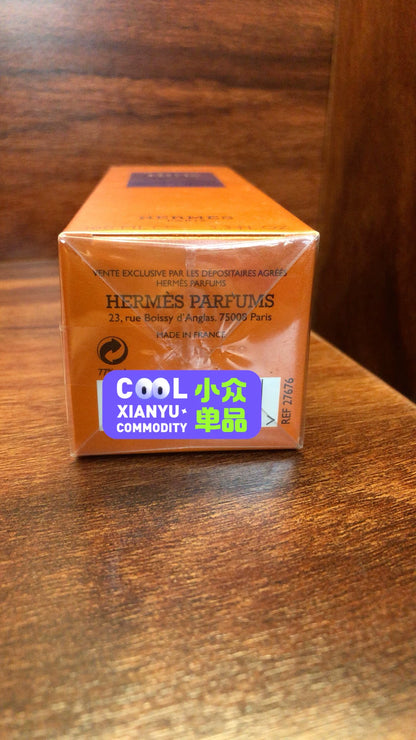 HERMÈS
VENTE EXCLUSIVE PAR LES DÉPOSITAIRES AGRÉÉS
HERMÈS PARFUMS
HERMÈS PARFUMS
23, rue Boissy d'Anglas. 75008 Paris
MADE IN FRANCE
REF 27676
COOL 小众
XIANYU
COMMODITY 单品